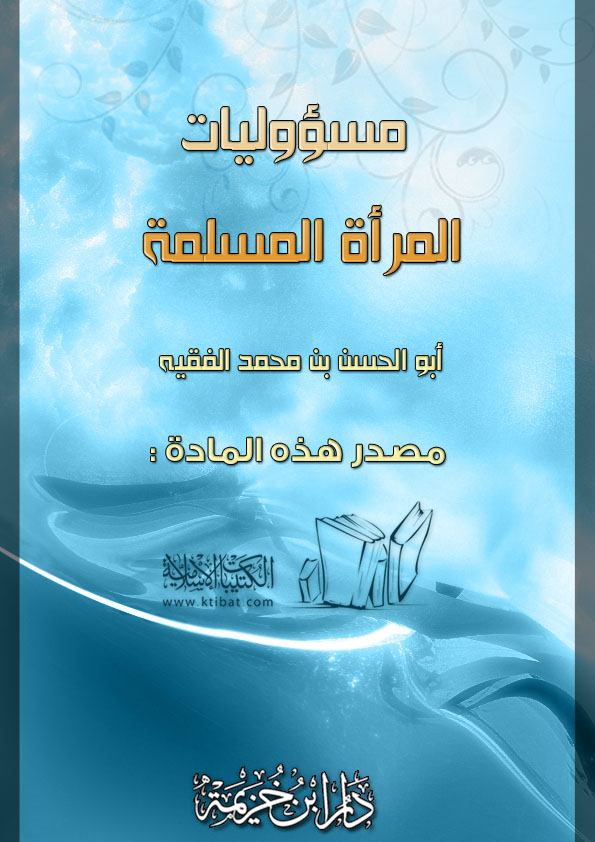 مسؤوليات
المرأة المسلمة
أبو الحسن بن محمد الفقيه
مصدر هذه المادة :
الكتيبات الإسلامية
www.ktibat.com
دار ابن خزيمة